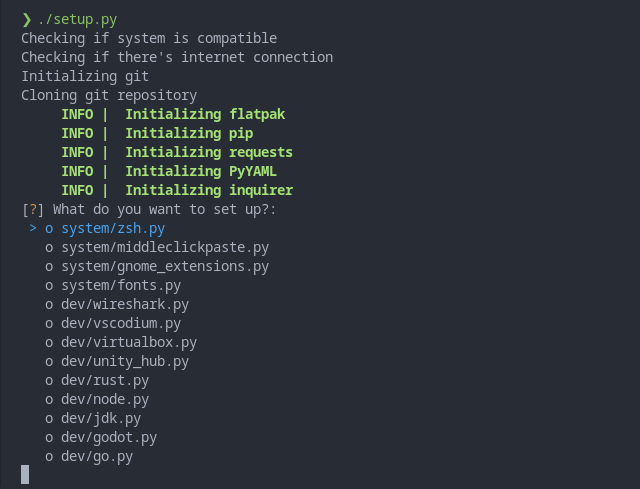 ❯ ./setup.py
Checking if system is compatible
Checking if there's internet connection
Initializing git
Cloning git repository
INFO | Initializing flatpak
INFO | Initializing pip
INFO | Initializing requests
INFO | Initializing PyYAML
INFO | Initializing inquirer
[?] What do you want to set up?:
> o system/zsh.py
o system/middleclickpaste.py
o system/gnome_extensions.py
o system/fonts.py
o dev/wireshark.py
o dev/vscodium.py
o dev/virtualbox.py
o dev/unity_hub.py
o dev/rust.py
o dev/node.py
o dev/jdk.py
o dev/godot.py
o dev/go.py